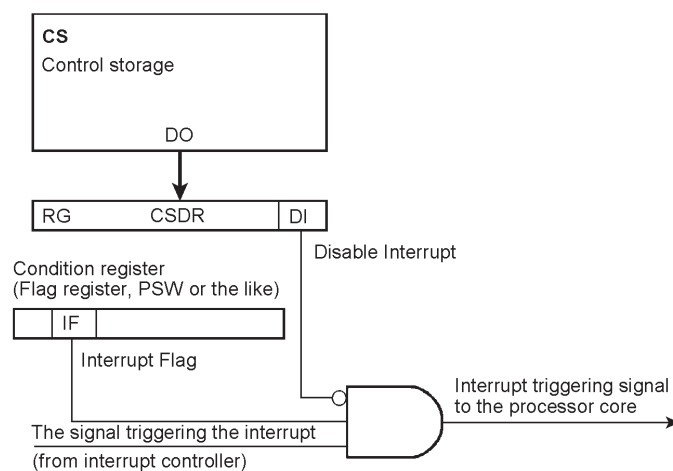 CS
Control storage
DO
RG CSDR DI
Disable Interrupt
Condition register
(Flag register, PSW or the like)
IF
Interrupt Flag
Interrupt triggering signal
to the processor core
The signal triggering the interrupt
(from interrupt controller)